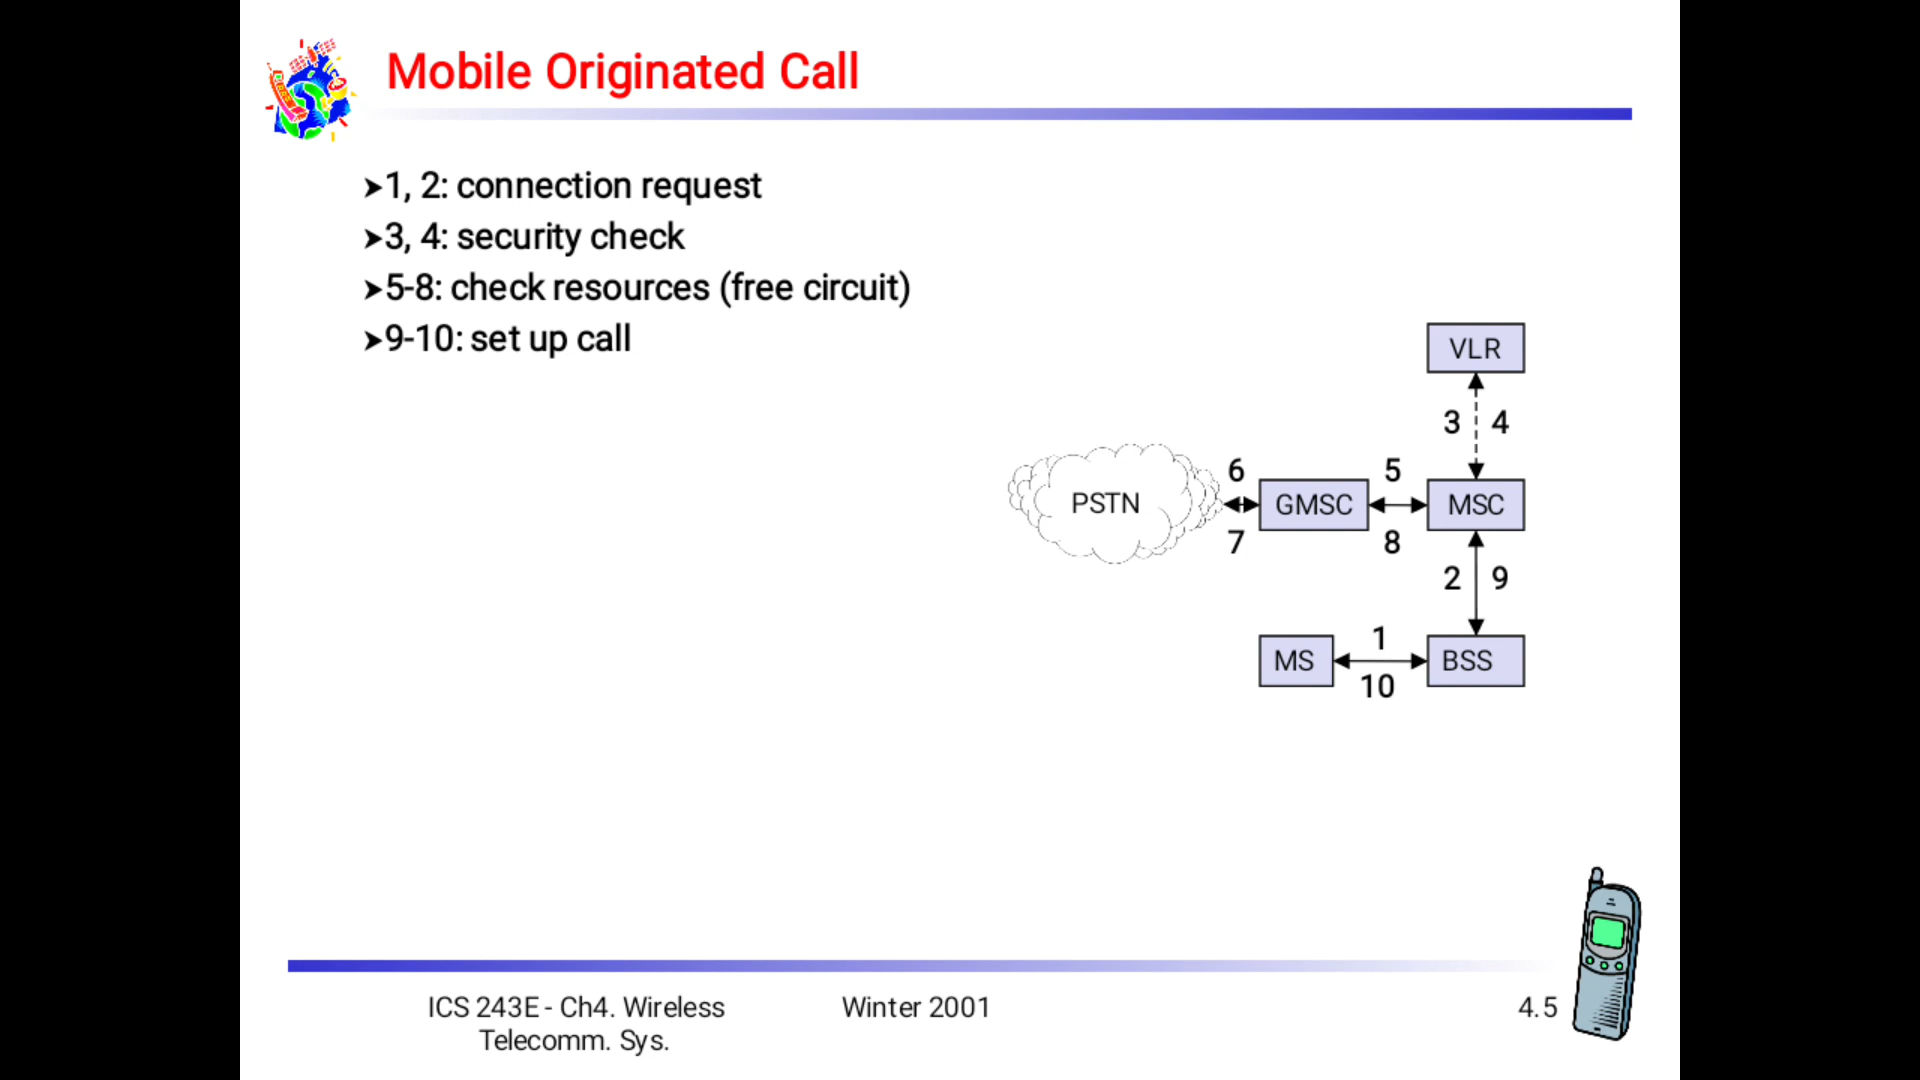 Mobile Originated Call
➤1, 2: connection request
➤3, 4: security check
➤5-8: check resources (free circuit)
➤9-10: set up call
VLR
3 4
6 5
PSTN GMSC MSC
7 8
2 9
1
MS BSS
10
ICS 243E - Ch4. Wireless Winter 2001 4.5
Telecomm. Sys.